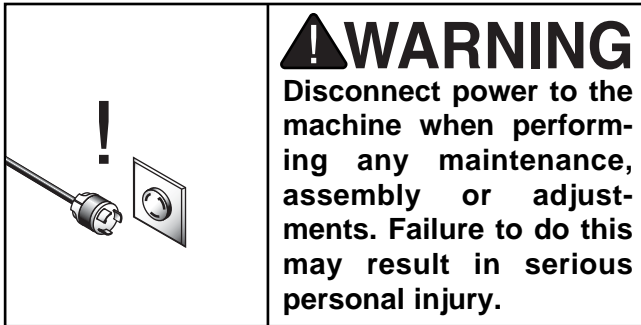 !
!WARNING
Disconnect power to the
machine when perform-
ing any maintenance,
assembly or adjust-
ments. Failure to do this
may result in serious
personal injury.